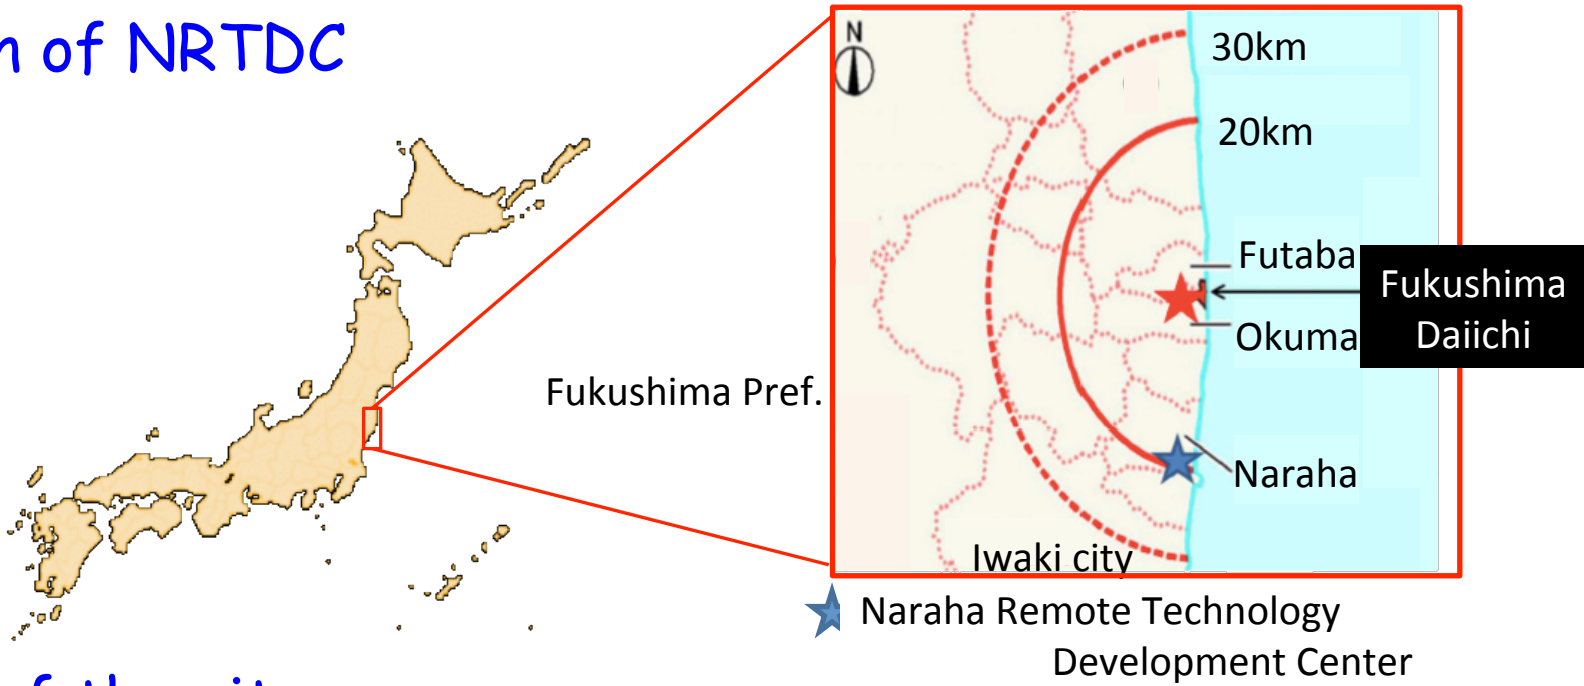 n of NRTDC
N
30km
20km
Futaba
Fukushima
Daiichi
Okuma
Fukushima Pref.
Naraha
Iwaki city
Naraha Remote Technology
Development Center